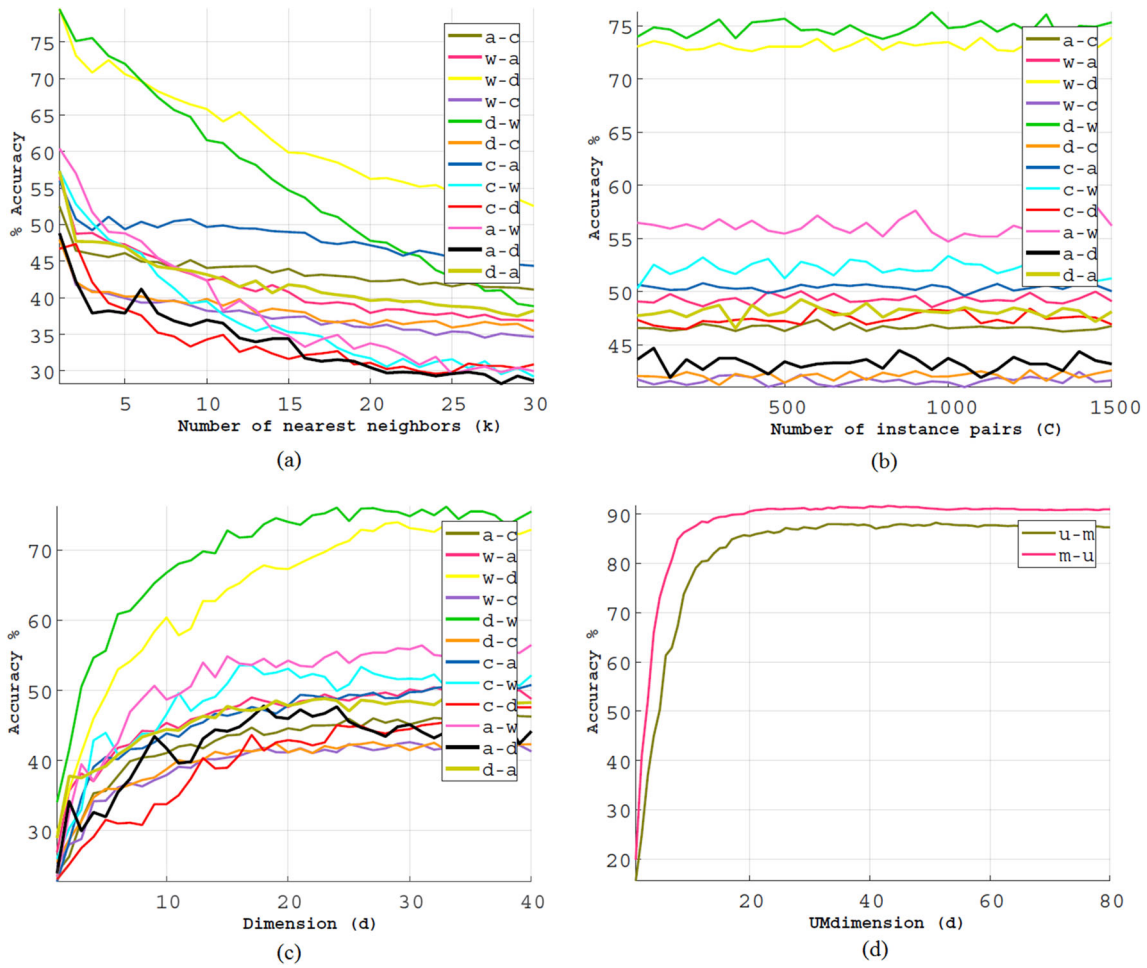 % Accuracy
75
70
65
60
55
50
45
40
35
30
5
10
15
20
25
30
Number of nearest neighbors (k)
a-c
w-a
w-d
w-c
d-w
d-c
c-a
c-w
c-d
a-w
a-d
d-a
(a)
Accuracy %
75
70
65
60
55
50
45
500
1000
1500
Number of instance pairs (C)
a-c
w-a
w-d
w-c
d-w
d-c
c-a
c-w
c-d
a-w
a-d
d-a
(b)
Accuracy %
70
60
50
40
30
10
20
30
40
Dimension (d)
a-c
w-a
w-d
w-c
d-w
d-c
c-a
c-w
c-d
a-w
a-d
d-a
(c)
Accuracy %
90
80
70
60
50
40
30
20
20
40
60
80
UMdimension (d)
u-m
m-u
(d)